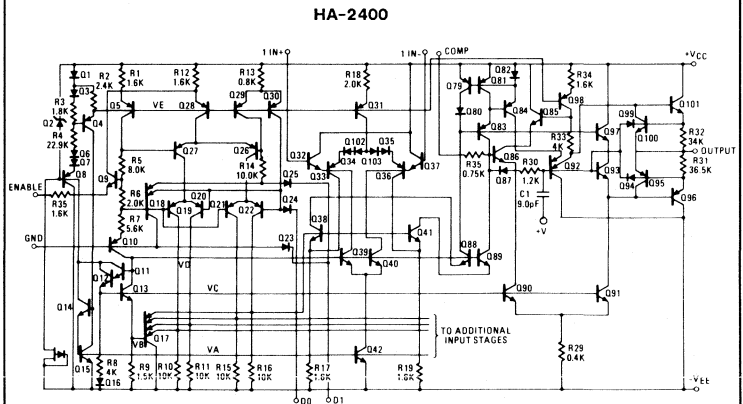 HA-2400
1 IN+
1 IN-
COMP
+VCC
Q1
R2
2.4K
R1
1.6K
R12
1.6K
R13
0.8K
Q29
Q30
R18
2.0K
Q79
Q82
Q81
R34
1.6K
Q98
Q3
R3
1.8K
Q2
Q4
Q5
VE
Q28
Q31
Q80
Q84
Q85
Q101
R4
22.9K
Q6
Q7
Q8
Q27
Q26
R14
10.0K
Q102
Q35
Q103
Q32
Q33
Q34
Q36
Q37
Q83
R33
4K
Q97
Q99
Q100
R32
34K
OUTPUT
R5
8.0K
Q25
R35
0.75K
Q86
Q87
R30
1.2K
Q92
Q93
R31
36.5K
Q94
Q95
ENABLE
R35
1.6K
Q9
R6
2.0K
Q18
Q19
Q20
Q21
Q22
Q24
C1
9.0pF
+V
Q96
R7
5.6K
Q38
Q41
GND
Q10
Q23
Q39
Q40
Q88
Q89
Q11
Q12
VD
Q13
VC
Q90
Q91
Q14
Q17
VB
TO ADDITIONAL
INPUT STAGES
VA
Q15
Q42
R8
4K
Q16
R9
1.5K
R10
10K
R11
10K
R15
10K
R16
10K
R17
1.6K
R19
1.6K
R29
0.4K
-VEE
D0
D1